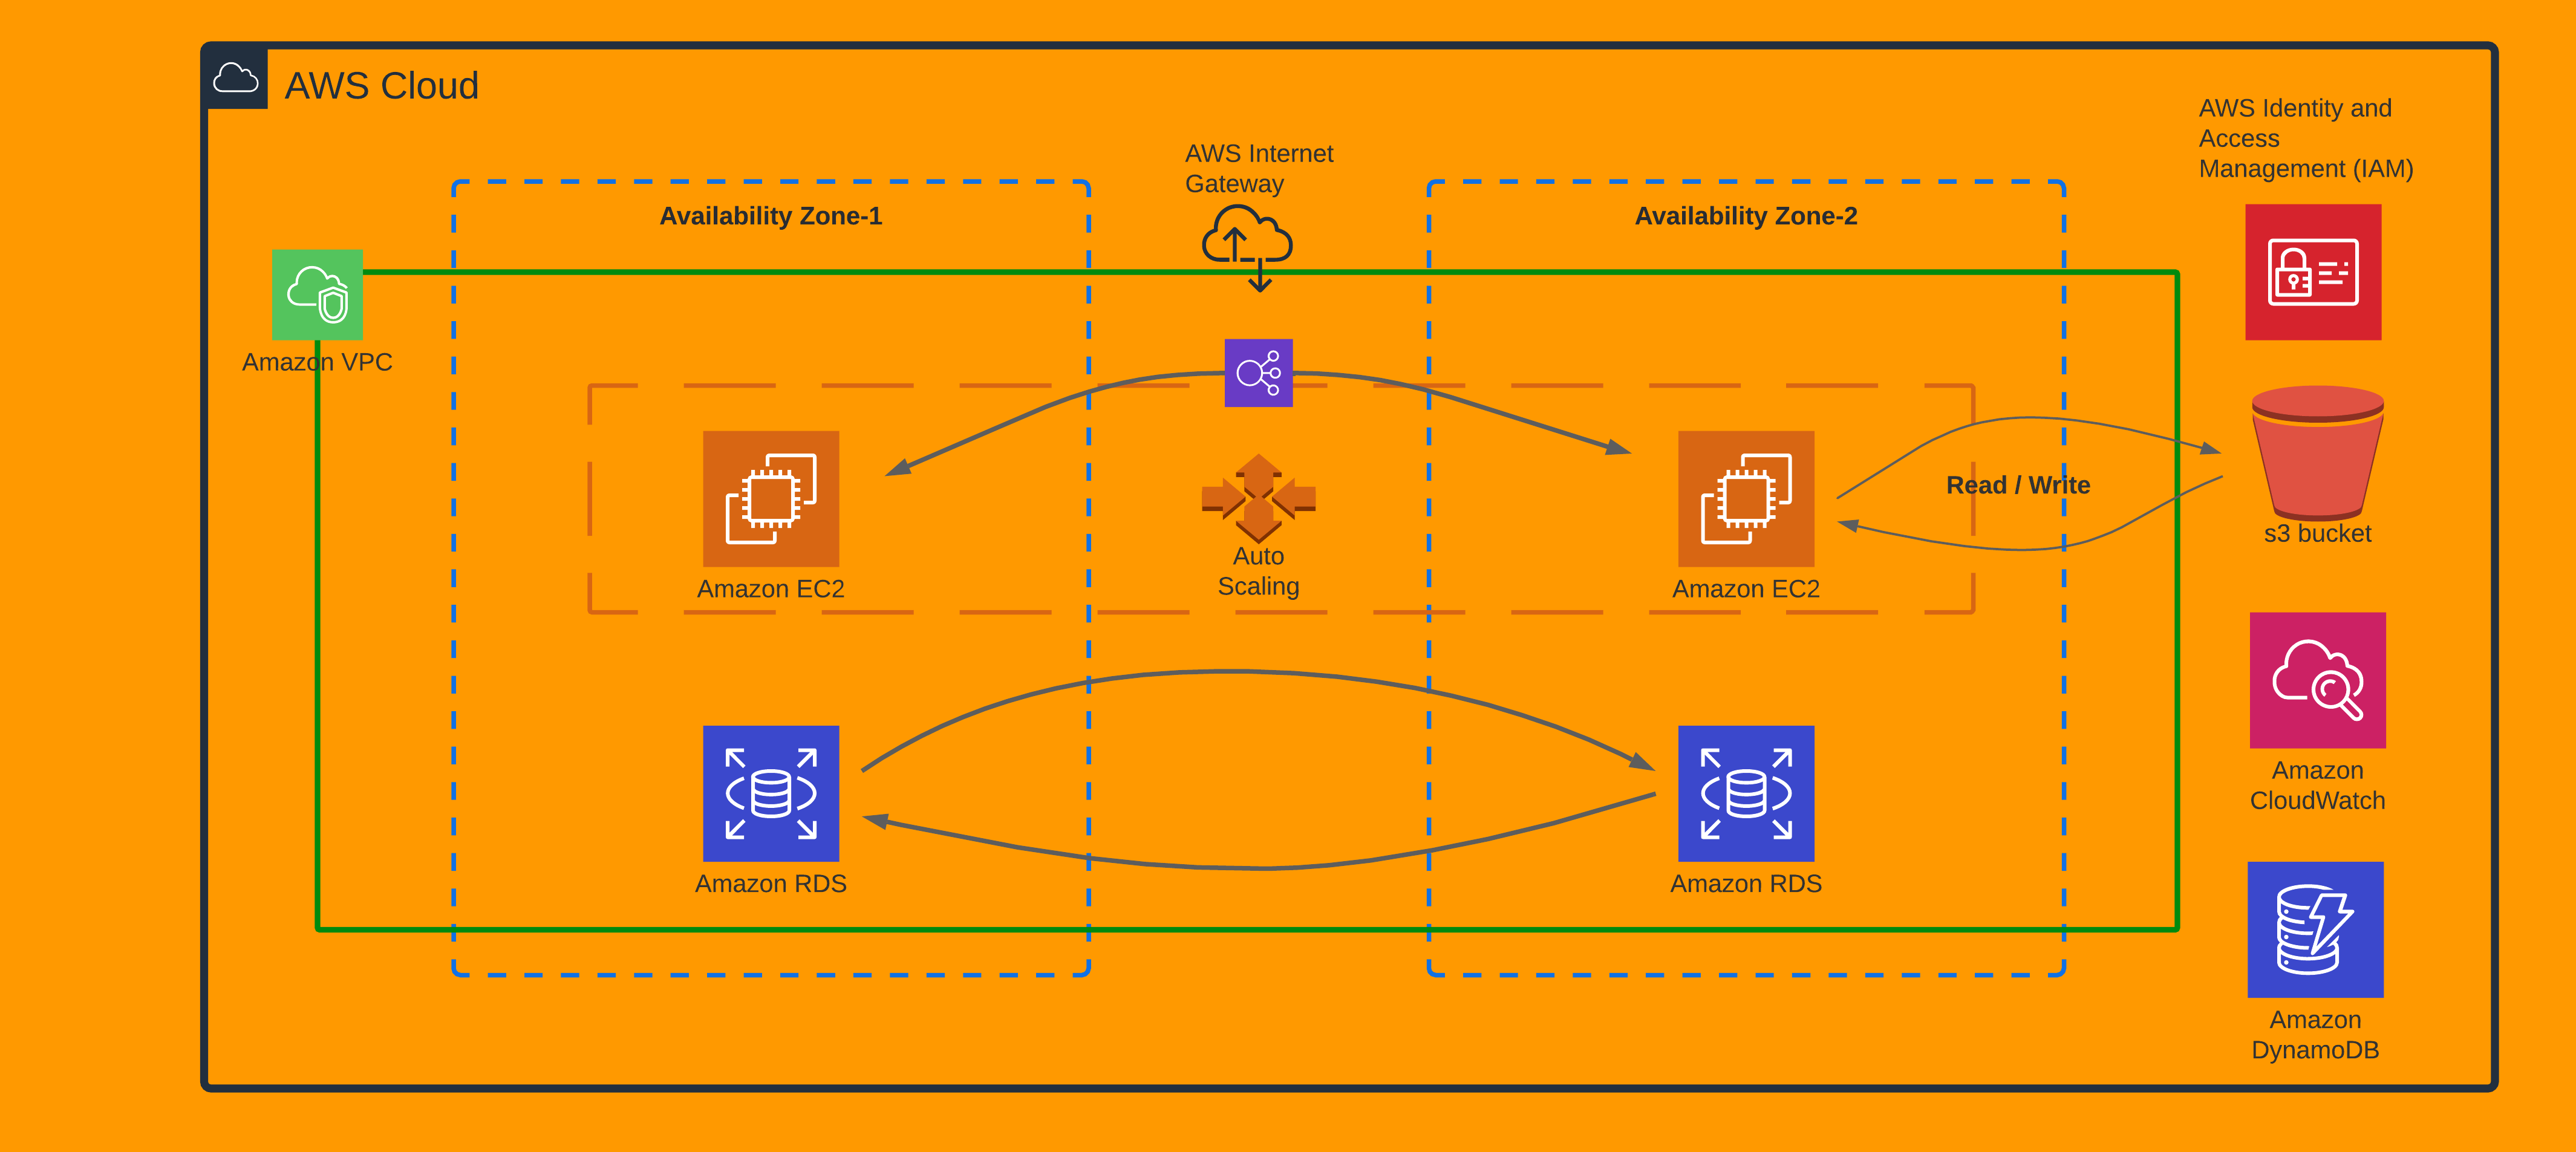 AWS Cloud
AWS Identity and
Access
Management (IAM)
AWS Internet
Gateway
Availability Zone-1
Availability Zone-2
Amazon VPC
Read / Write
s3 bucket
Auto
Scaling
Amazon EC2
Amazon EC2
Amazon
CloudWatch
Amazon RDS
Amazon RDS
Amazon
DynamoDB